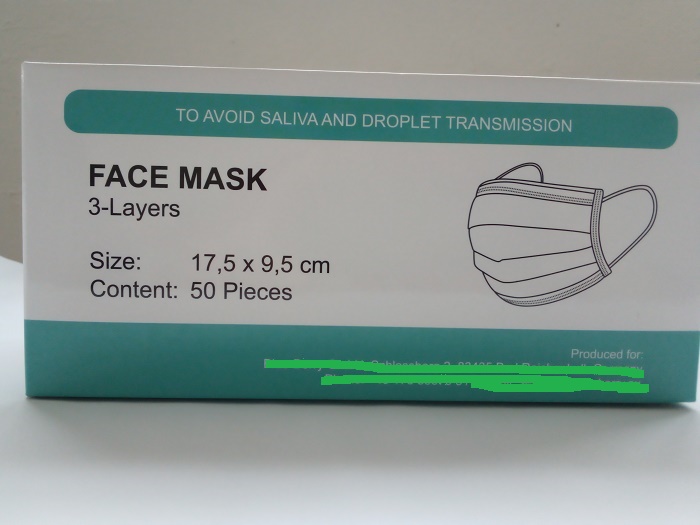 TO AVOID SALIVA AND DROPLET TRANSMISSION
FACE MASK
3-Layers
Size: 17,5 x 9,5 cm
Content: 50 Pieces
Produced for: